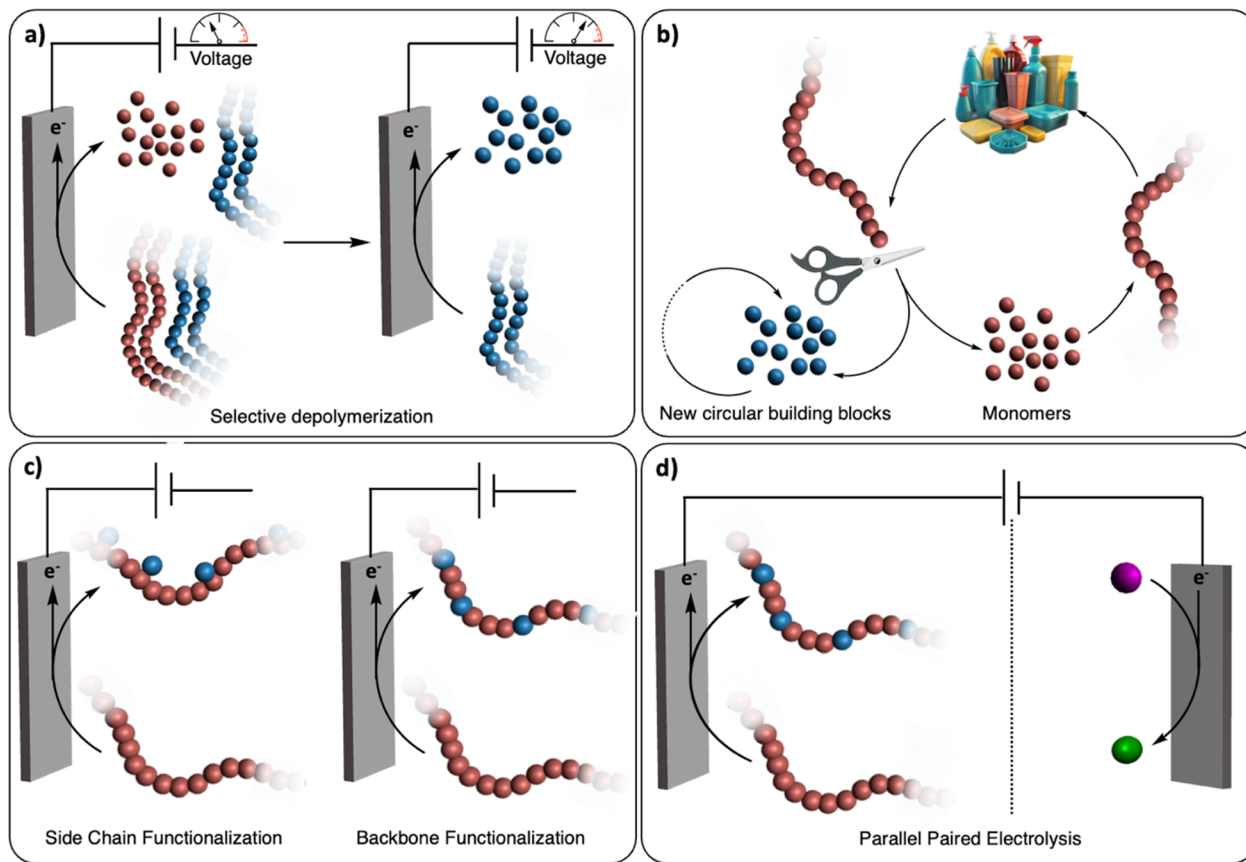 a)
Voltage
Voltage
e-
e-
Selective depolymerization
b)
New circular building blocks
Monomers
c)
e-
e-
Side Chain Functionalization
Backbone Functionalization
d)
e-
e-
Parallel Paired Electrolysis